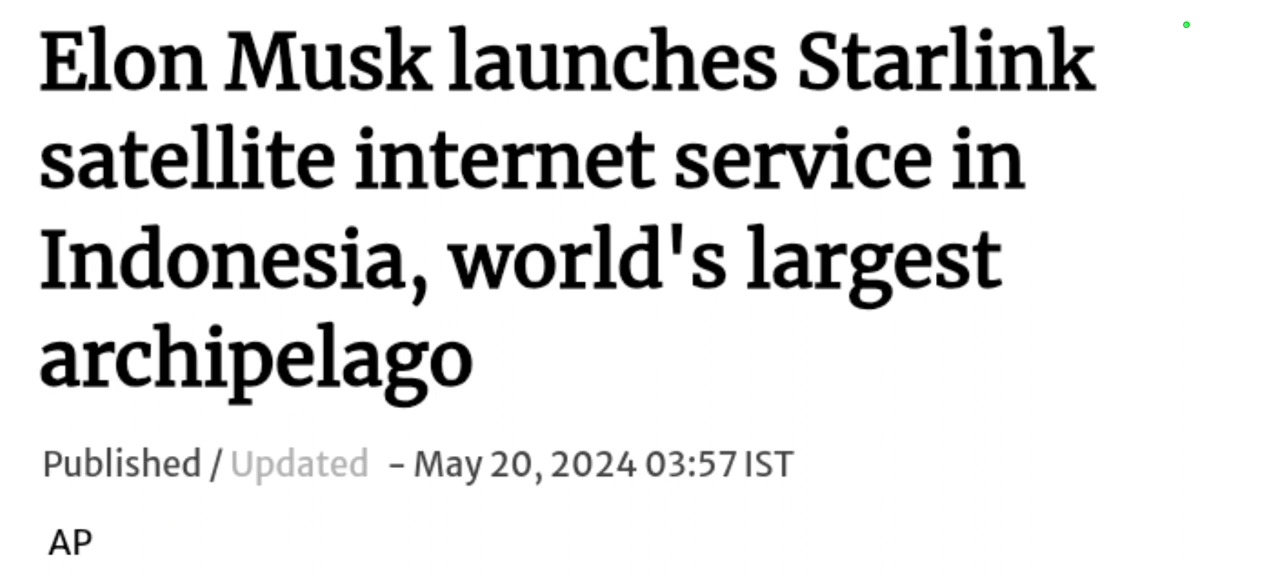 Elon Musk launches Starlink
satellite internet service in
Indonesia, world's largest
archipelago
Published / Updated - May 20, 2024 03:57 IST
AP